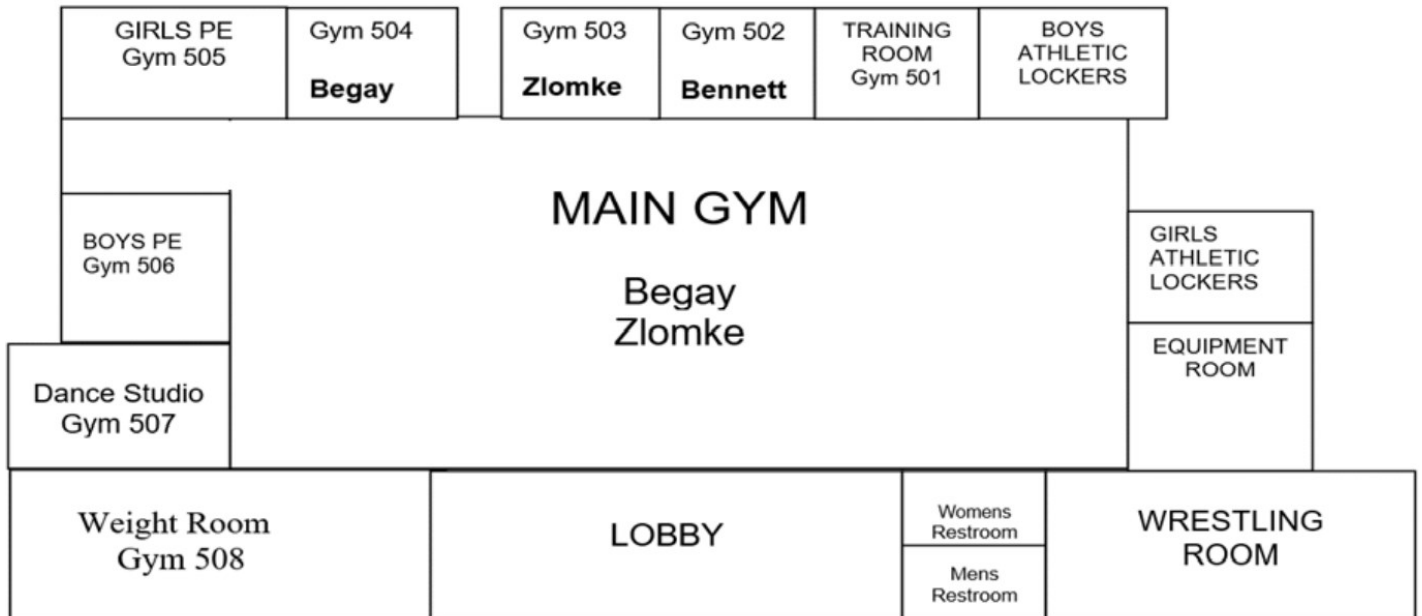 GIRLS PE
Gym 505
Gym 504
Begay
Gym 503
Zlomke
Gym 502
Bennett
TRAINING
ROOM
Gym 501
BOYS
ATHLETIC
LOCKERS
MAIN GYM
Begay
Zlomke
BOYS PE
Gym 506
GIRLS
ATHLETIC
LOCKERS
EQUIPMENT
ROOM
Dance Studio
Gym 507
Weight Room
Gym 508
LOBBY
Womens
Restroom
Mens
Restroom
WRESTLING
ROOM